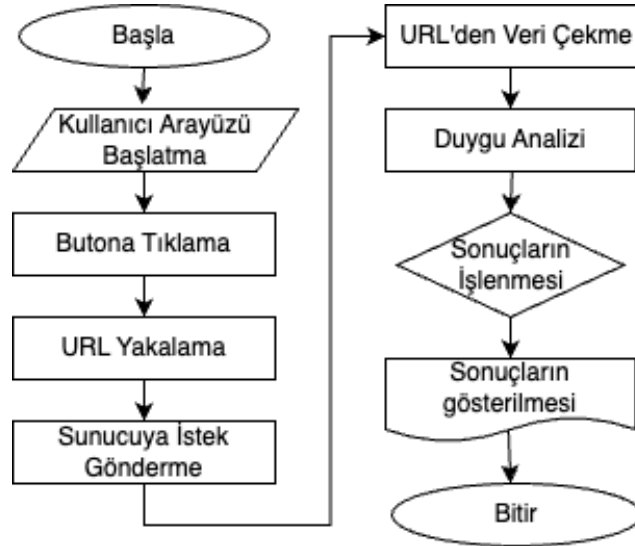 Başla
Kullanıcı Arayüzü
Başlatma
Butona Tıklama
URL Yakalama
Sunucuya İstek
Gönderme
URL'den Veri Çekme
Duygu Analizi
Sonuçların
İşlenmesi
Sonuçların
gösterilmesi
Bitir